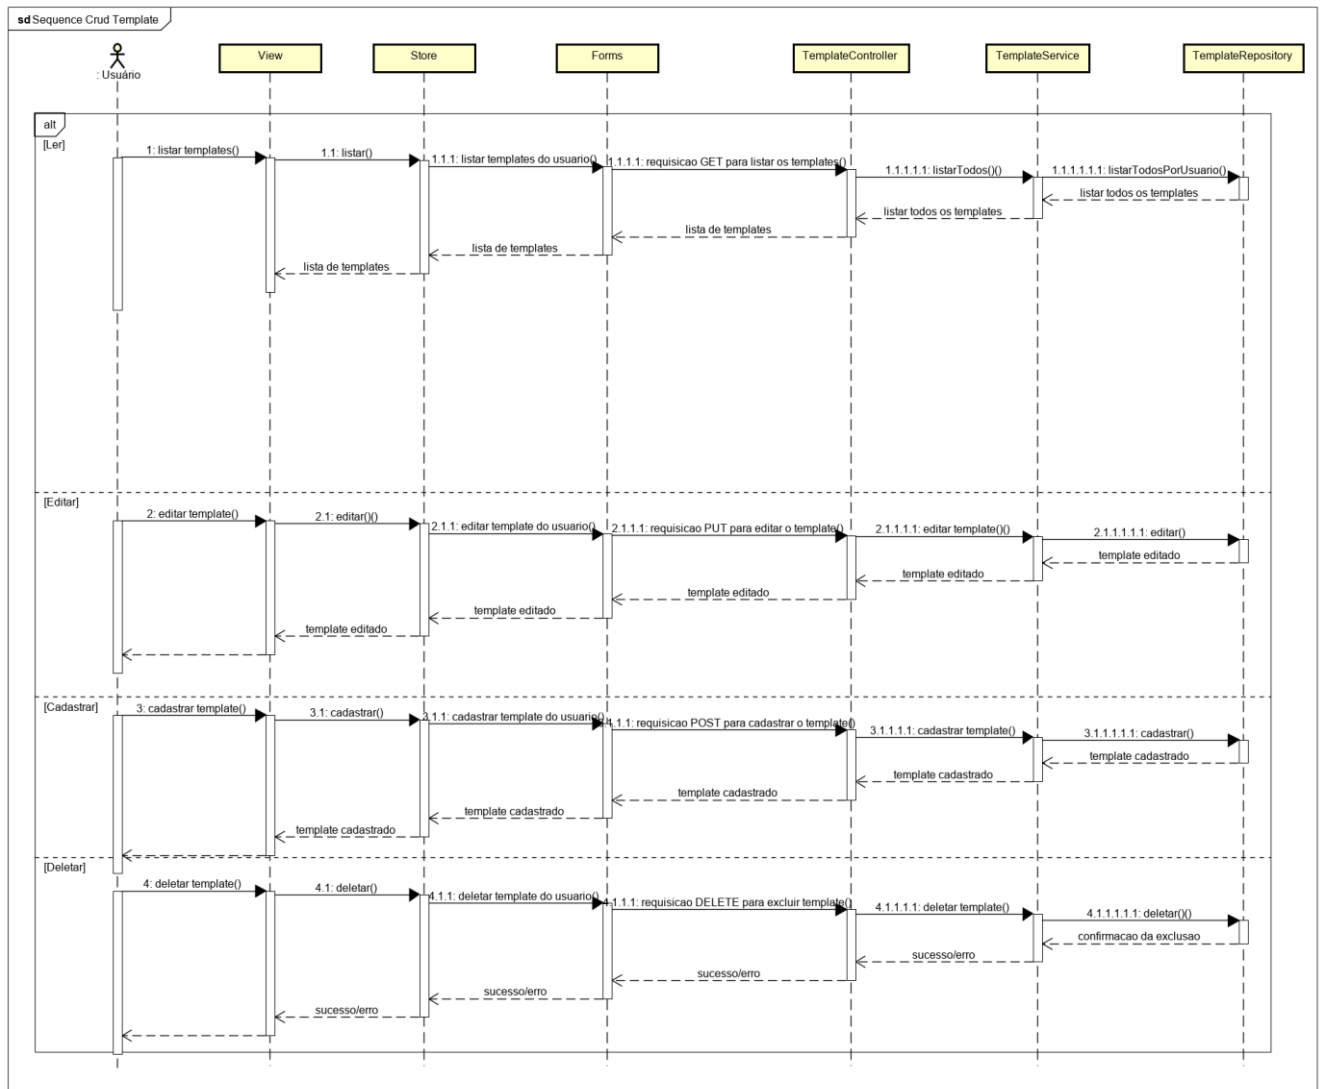 sd Sequence Crud Template
: Usuário
View
Store
Forms
TemplateController
TemplateService
TemplateRepository
alt
[Ler]
1: listar templates()
1.1: listar()
1.1.1: listar templates do usuario()
1.1.1.1: requisicao GET para listar os templates()
1.1.1.1.1: listarTodos()()
1.1.1.1.1.1: listarTodosPorUsuario()
listar todos os templates
listar todos os templates
lista de templates
lista de templates
lista de templates
[Editar]
2: editar template()
2.1: editar()()
2.1.1: editar template do usuario()
2.1.1.1: requisicao PUT para editar o template()
2.1.1.1.1: editar template()()
2.1.1.1.1.1: editar()
template editado
template editado
template editado
template editado
template editado
[Cadastrar]
3: cadastrar template()
3.1: cadastrar()
3.1.1: cadastrar template do usuario()
.1.1.1: requisicao POST para cadastrar o template()
3.1.1.1.1: cadastrar template()
3.1.1.1.1.1: cadastrar()
template cadastrado
template cadastrado
template cadastrado
template cadastrado
template cadastrado
[Deletar]
4: deletar template()
4.1: deletar()
4.1.1: deletar template do usuario()
4.1.1.1: requisicao DELETE para excluir template()
4.1.1.1.1: deletar template()
4.1.1.1.1.1: deletar()()
confirmacao da exclusao
sucesso/erro
sucesso/erro
sucesso/erro
sucesso/erro